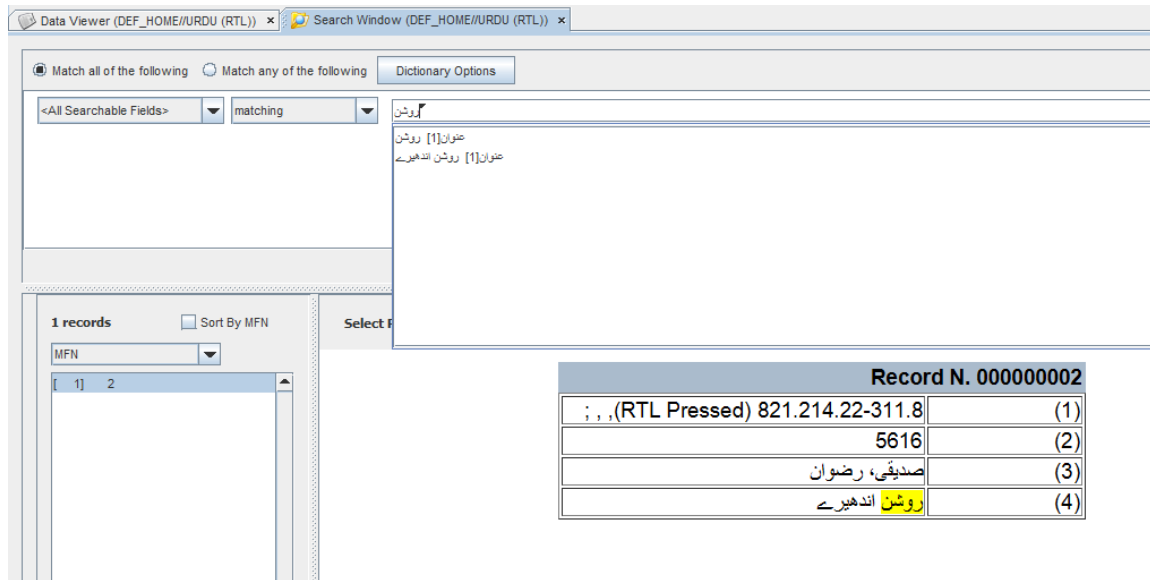 Data Viewer (DEF_HOME//URDU (RTL)) × Search Window (DEF_HOME//URDU (RTL)) ×
Match all of the following Match any of the following Dictionary Options
<All Searchable Fields> matching روشن
عنوان[1] روشن
عنوان[1] روشن اندھیرے
1 records Sort By MFN Select
MFN
[ 1] 2
Record N. 000000002
; , ,(RTL Pressed) 821.214.22-311.8 (1)
5616 (2)
صدیقی، رضوان (3)
روشن اندھیرے (4)